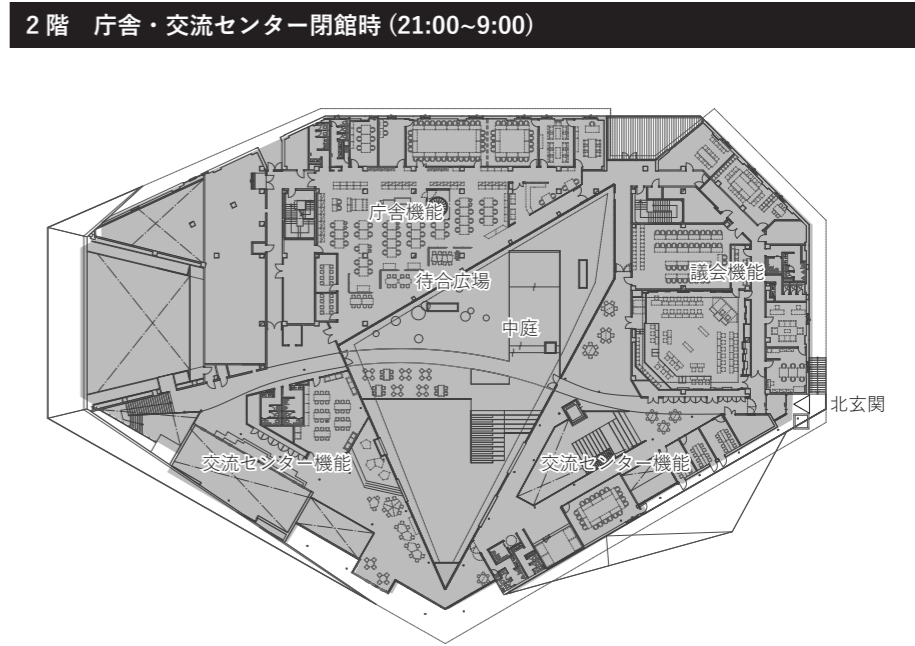 2階 庁舎・交流センター閉館時 (21:00~9:00)
庁舎機能
待合広場
議会機能
中庭
北玄関
交流センター機能
交流センター機能